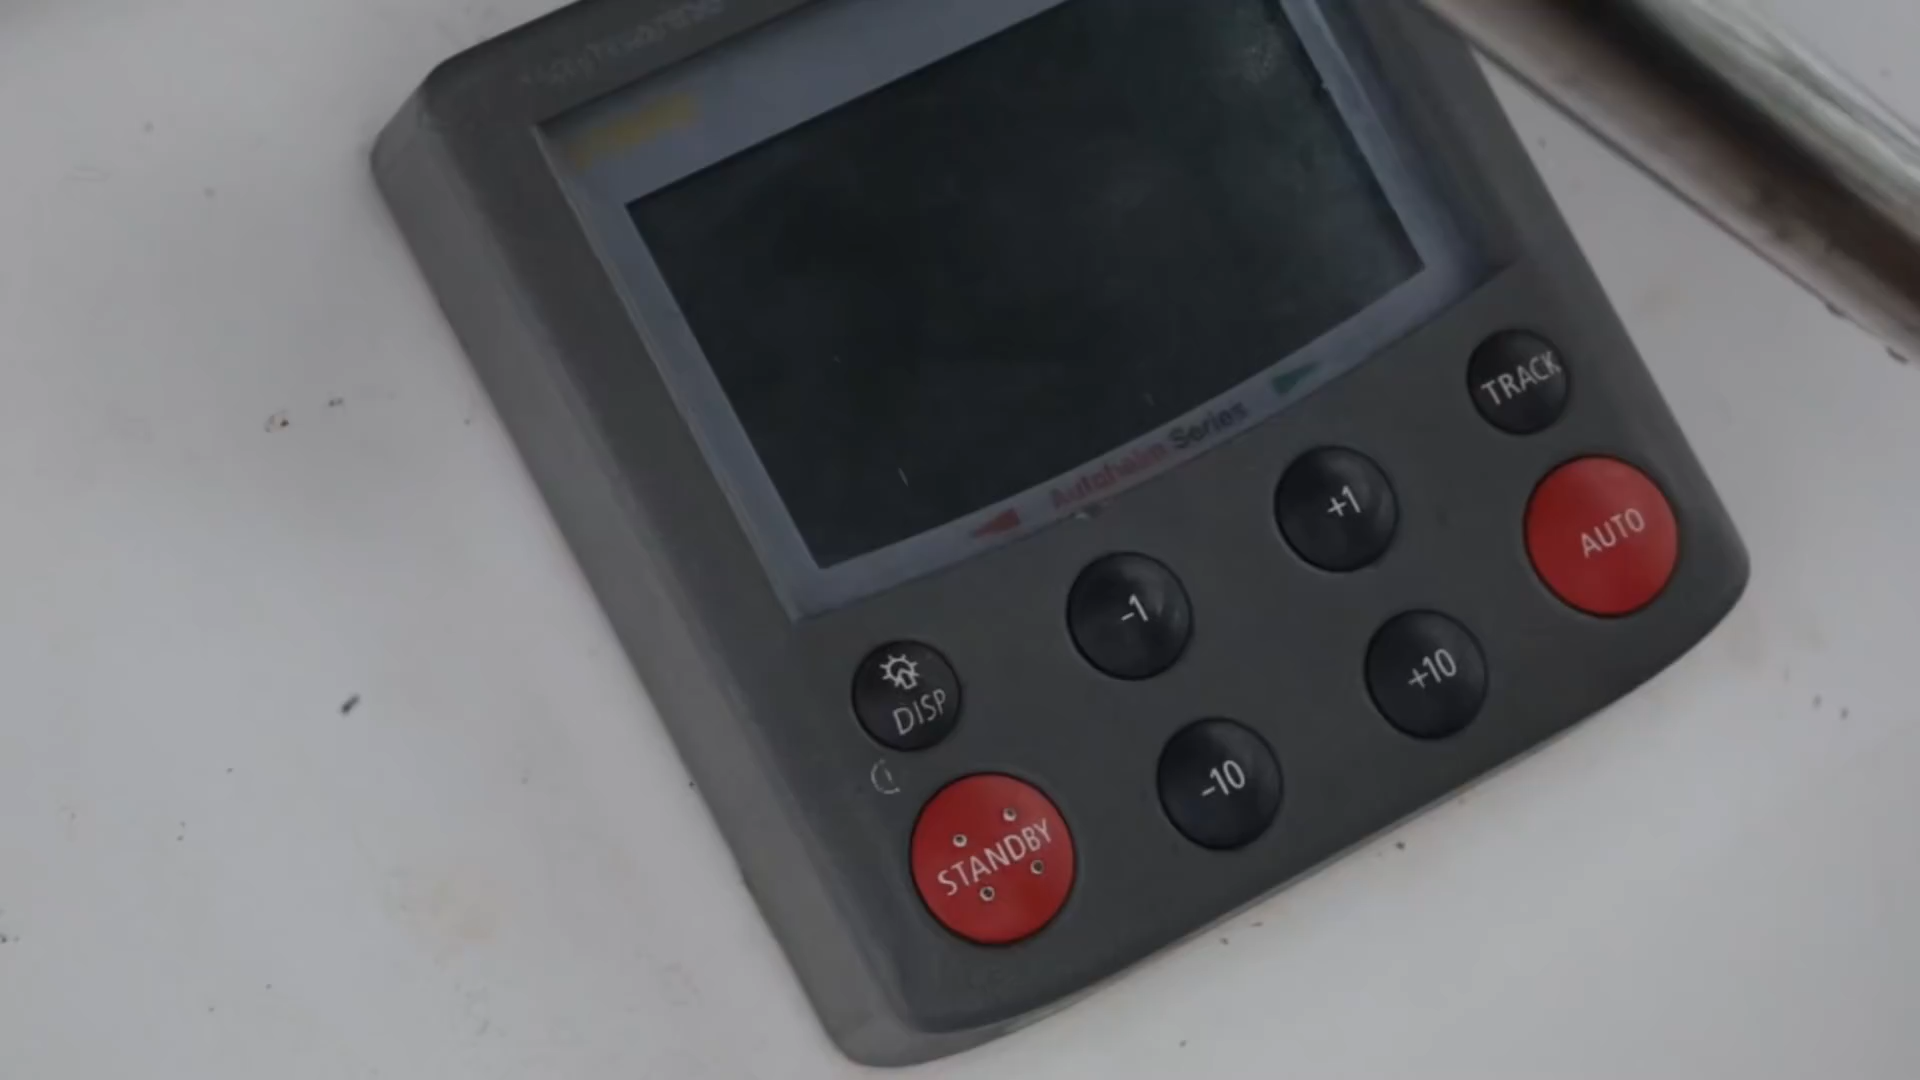 Autohelm Series
TRACK
+1
AUTO
-1
+10
DISP
-10
STANDBY